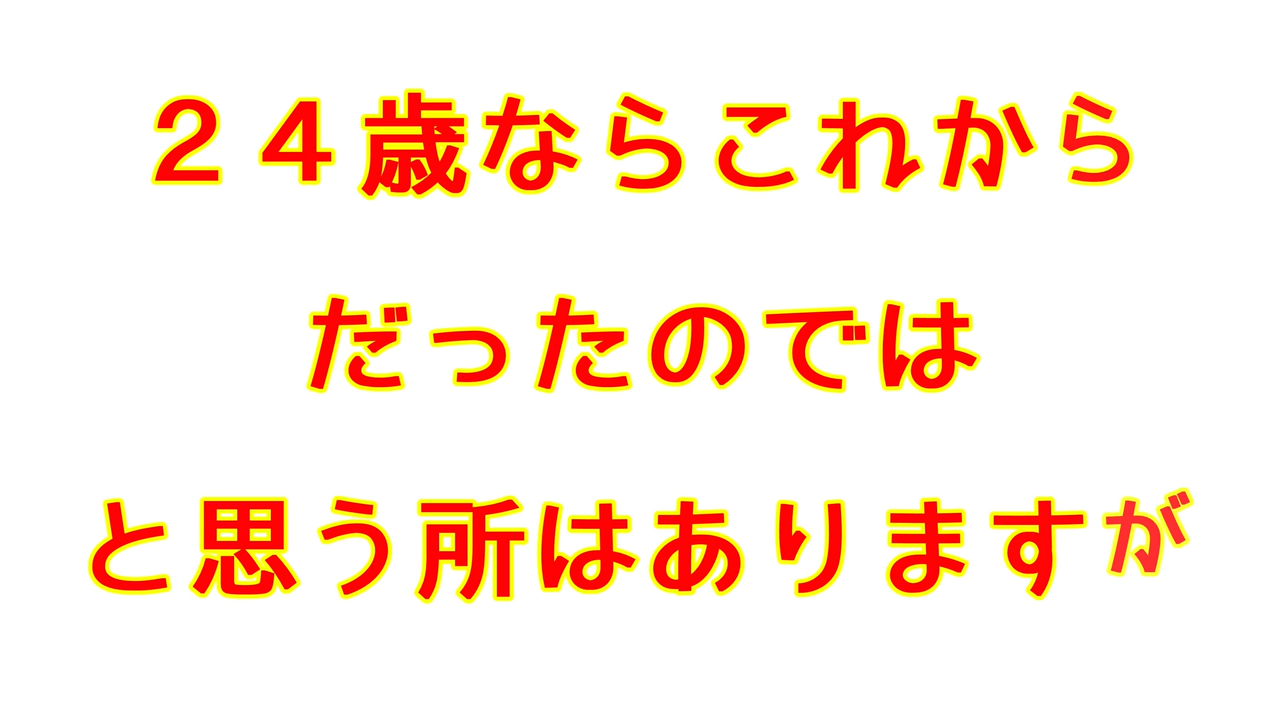 ２４歳ならこれから
だったのでは
と思う所はありますが